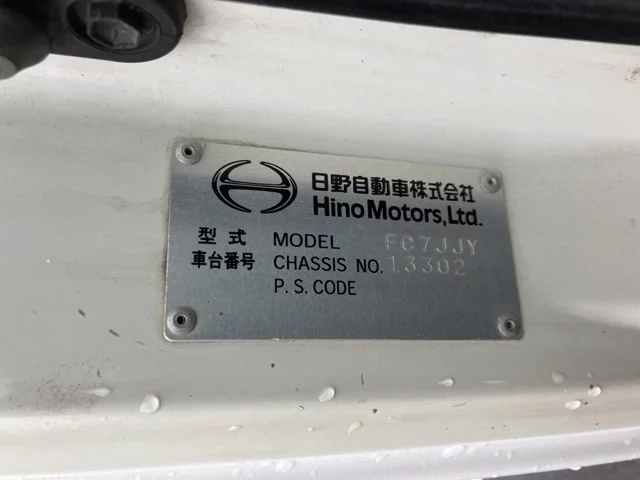 日野自動車株式会社
Hino Motors, Ltd.
型式 MODEL FC7JJY
車台番号 CHASSIS NO. 13302
P. S. CODE